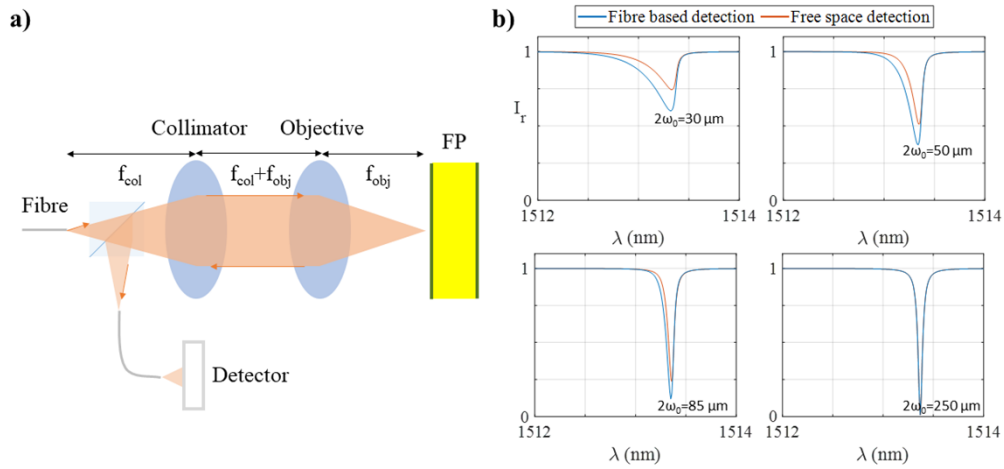 a)
Collimator Objective FP
f_col f_col+f_obj f_obj
Fibre
Detector
b)
Fibre based detection Free space detection
1
I_r
0
2ω₀=30 μm
1512 1514
λ (nm)
1
0
2ω₀=50 μm
1512 1514
λ (nm)
1
0
2ω₀=85 μm
1512 1514
λ (nm)
1
0
2ω₀=250 μm
1512 1514
λ (nm)